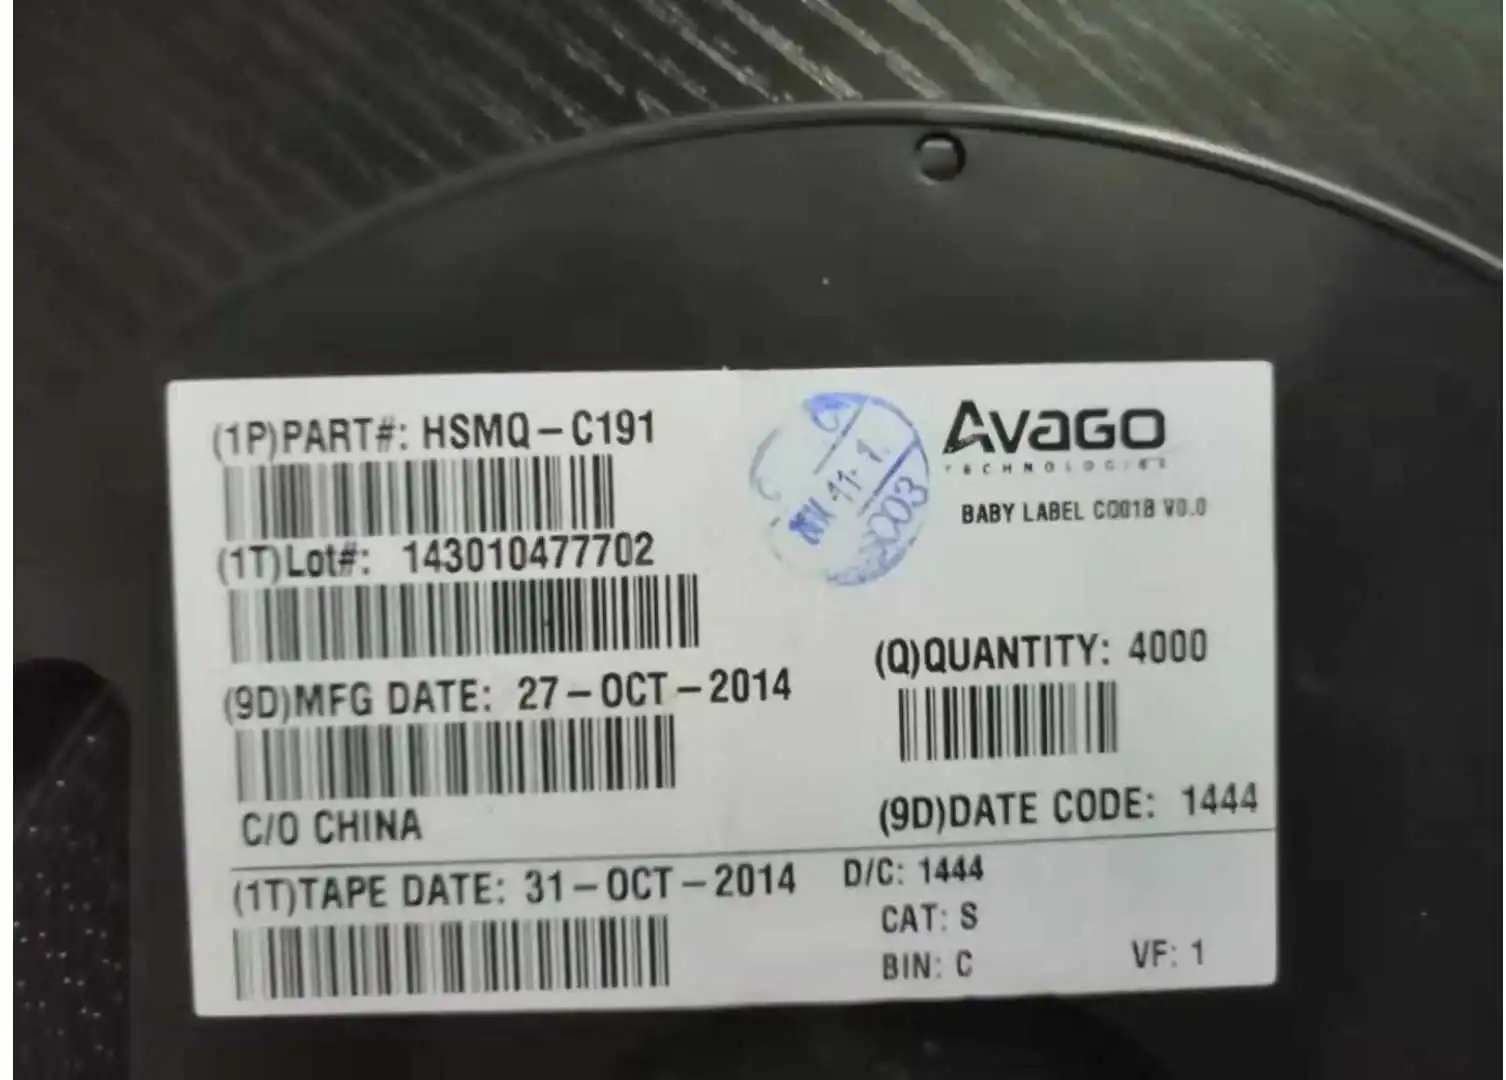 (1P)PART#: HSMQ-C191
AVAGO
TECHNOLOGIES
BABY LABEL CO01B V0.0
(1T)Lot#: 143010477702
(Q)QUANTITY: 4000
(9D)MFG DATE: 27-OCT-2014
C/O CHINA
(9D)DATE CODE: 1444
(1T)TAPE DATE: 31-OCT-2014
D/C: 1444
CAT: S
BIN: C
VF: 1